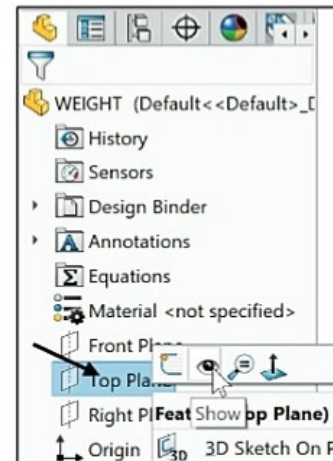 WEIGHT (Default<<Default>_D
History
Sensors
Design Binder
Annotations
Equations
Material <not specified>
Front Plane
Top Plane
Right Pl
Feat
Show
op Plane)
Origin
3D Sketch On P